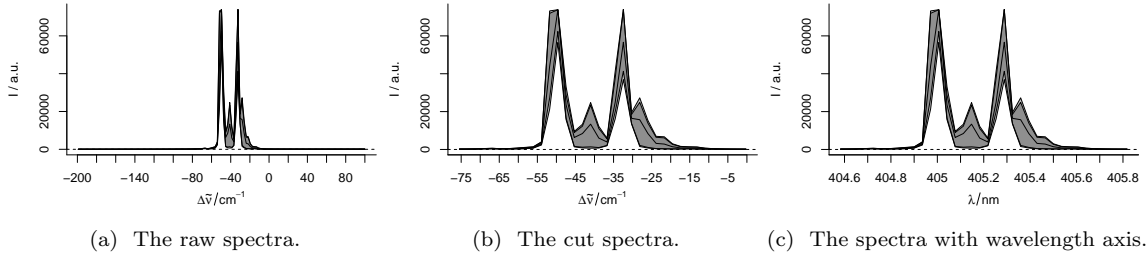 I / a.u.
0 20000 60000
−200 −140 −80 −40 0 40 80
Δν̃/cm⁻¹
(a) The raw spectra.
I / a.u.
0 20000 60000
−75 −65 −55 −45 −35 −25 −15 −5
Δν̃/cm⁻¹
(b) The cut spectra.
I / a.u.
0 20000 60000
404.6 404.8 405 405.2 405.4 405.6 405.8
λ/nm
(c) The spectra with wavelength axis.